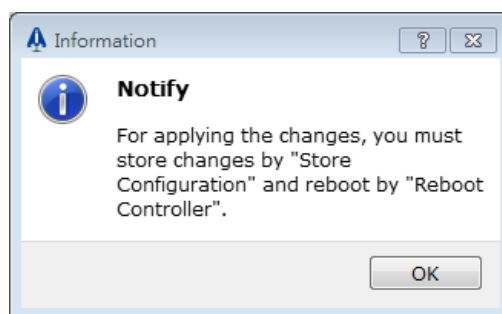 Information
Notify
For applying the changes, you must
store changes by "Store
Configuration" and reboot by "Reboot
Controller".
OK